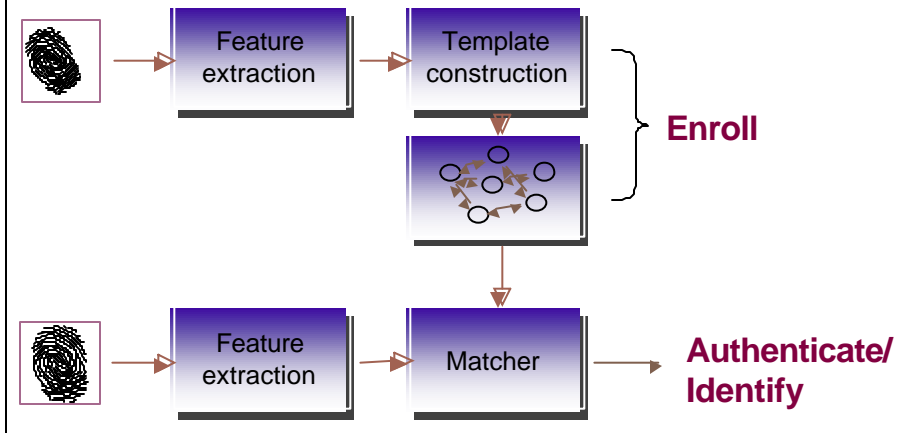 Feature
extraction
Template
construction
Enroll
Feature
extraction
Matcher
Authenticate/
Identify